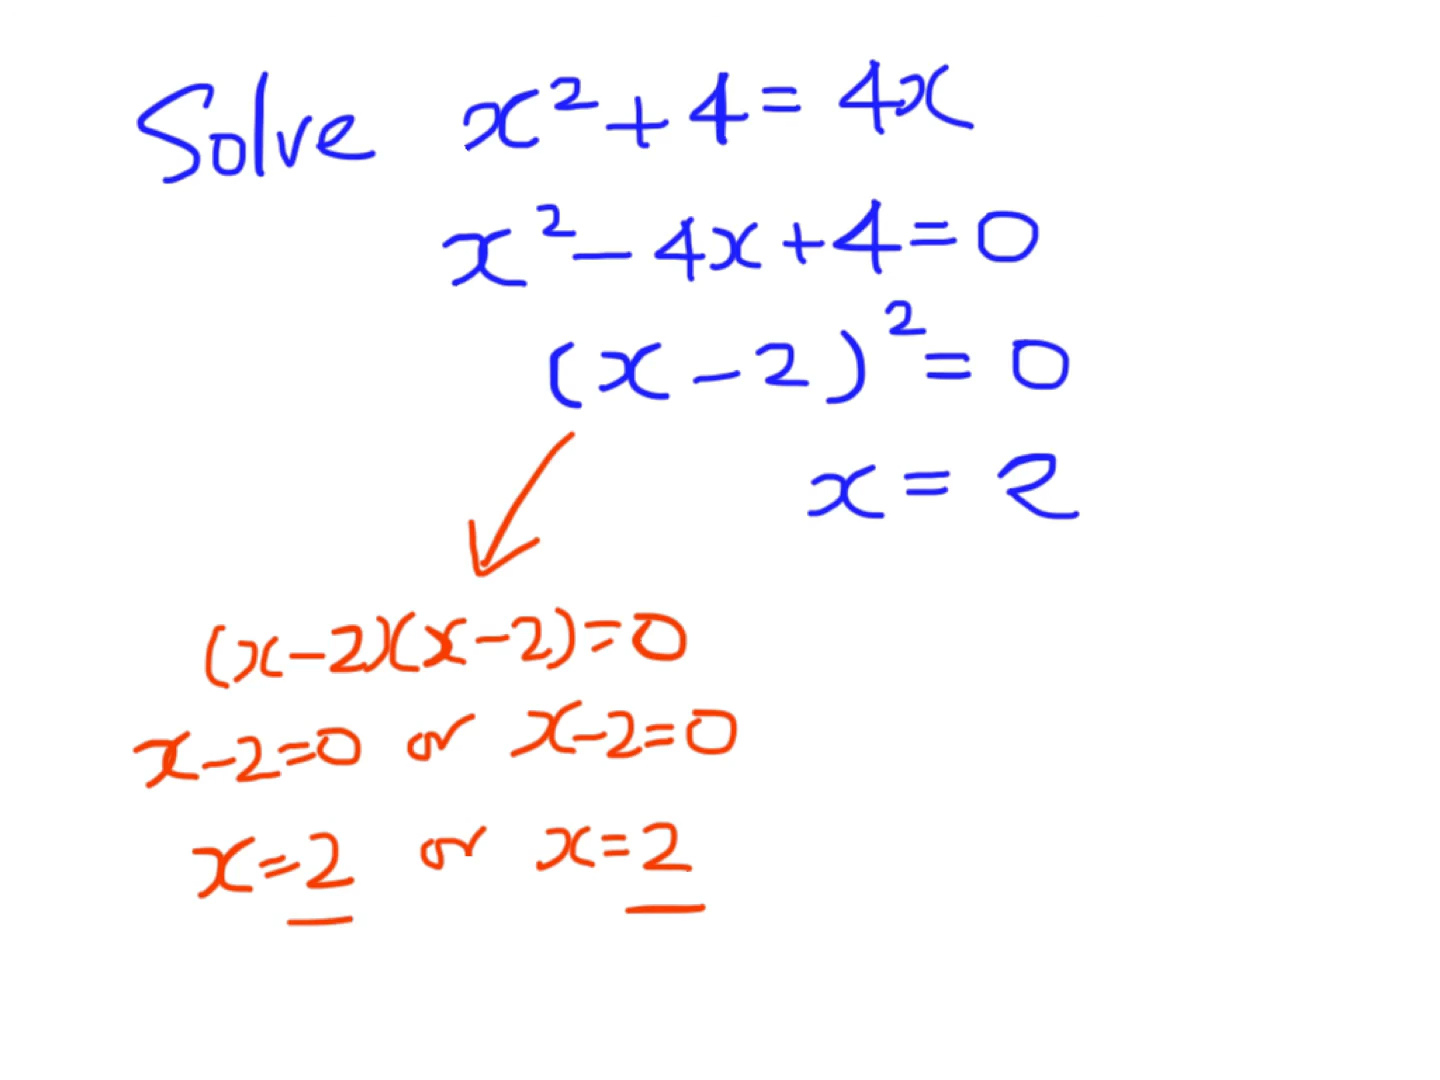 Solve x² + 4 = 4x
x² − 4x + 4 = 0
(x − 2)² = 0
x = 2
(x − 2)(x − 2) = 0
x − 2 = 0 or x − 2 = 0
x = 2 or x = 2